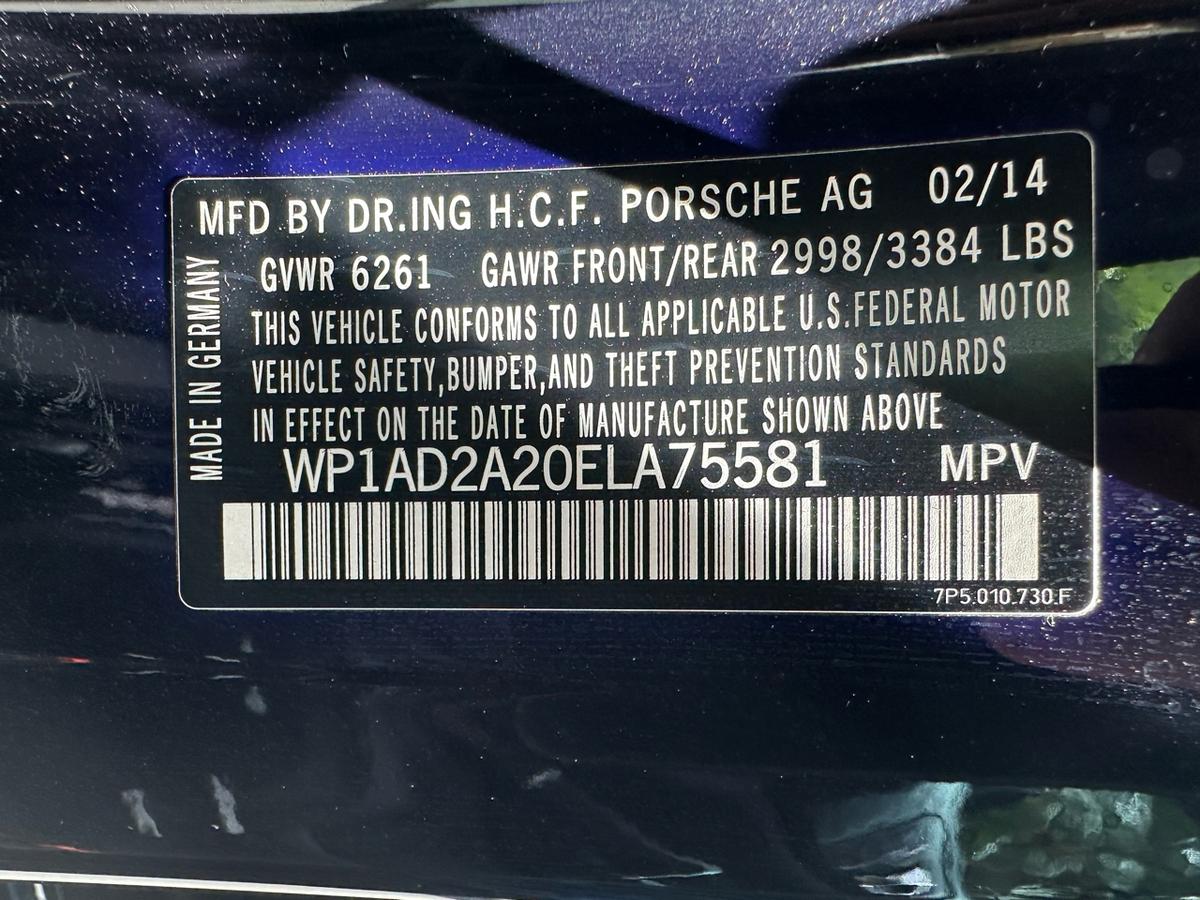 MFD BY DR.ING H.C.F. PORSCHE AG 02/14
GVWR 6261 GAWR FRONT/REAR 2998/3384 LBS
THIS VEHICLE CONFORMS TO ALL APPLICABLE U.S.FEDERAL MOTOR
VEHICLE SAFETY,BUMPER,AND THEFT PREVENTION STANDARDS
IN EFFECT ON THE DATE OF MANUFACTURE SHOWN ABOVE
WP1AD2A20ELA75581 MPV
7P5.010.730.F
MADE IN GERMANY